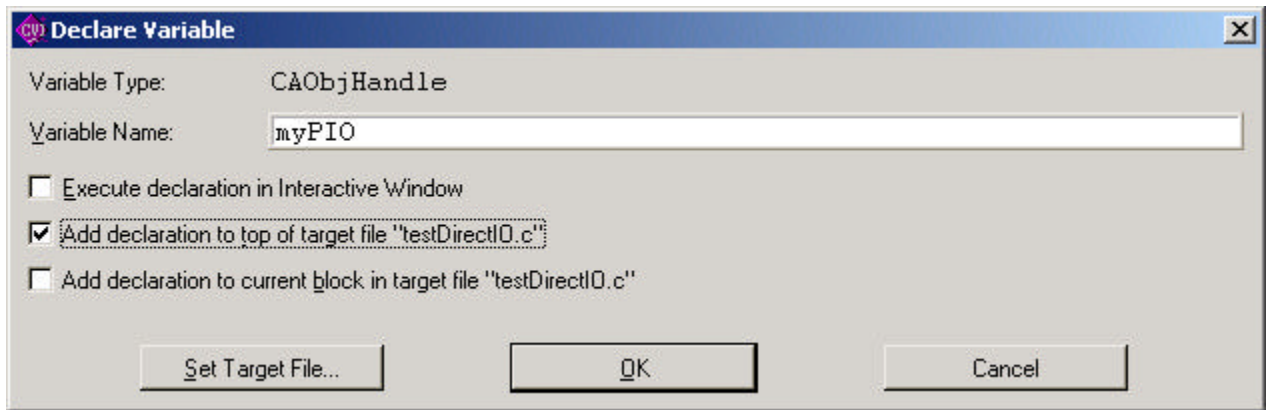 CVI Declare Variable
Variable Type: CAObjHandle
Variable Name: myPIO
Execute declaration in Interactive Window
Add declaration to top of target file "testDirectIO.c"
Add declaration to current block in target file "testDirectIO.c"
Set Target File... OK Cancel